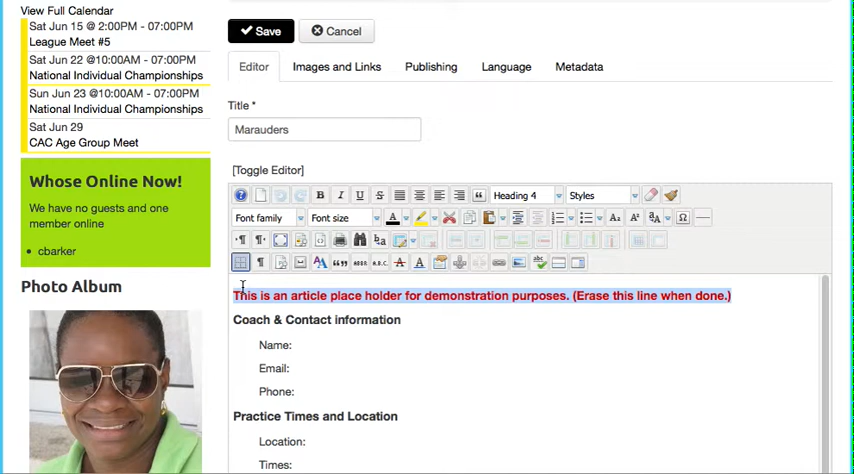 View Full Calendar
Sat Jun 15 @ 2:00PM - 07:00PM
League Meet #5
Sat Jun 22 @10:00AM - 07:00PM
National Individual Championships
Sun Jun 23 @10:00AM - 07:00PM
National Individual Championships
Sat Jun 29
CAC Age Group Meet
Whose Online Now!
We have no guests and one
member online
cbarker
Photo Album
Save Cancel
Editor Images and Links Publishing Language Metadata
Title *
Marauders
[Toggle Editor]
B I U S Heading 4 Styles
Font family Font size A
This is an article place holder for demonstration purposes. (Erase this line when done.)
Coach & Contact information
Name:
Email:
Phone:
Practice Times and Location
Location:
Times: